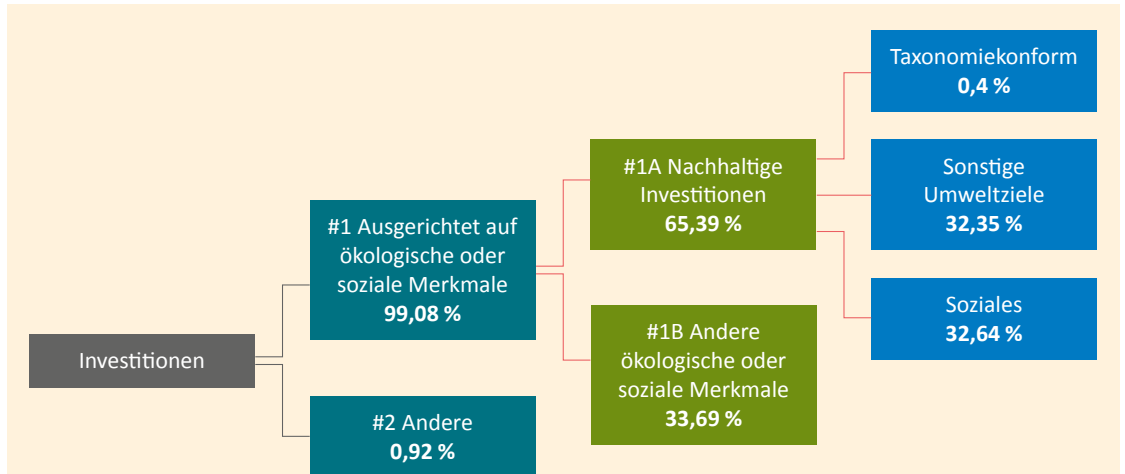 Investitionen
#1 Ausgerichtet auf
ökologische oder
soziale Merkmale
99,08 %
#2 Andere
0,92 %
#1A Nachhaltige
Investitionen
65,39 %
#1B Andere
ökologische oder
soziale Merkmale
33,69 %
Taxonomiekonform
0,4 %
Sonstige
Umweltziele
32,35 %
Soziales
32,64 %